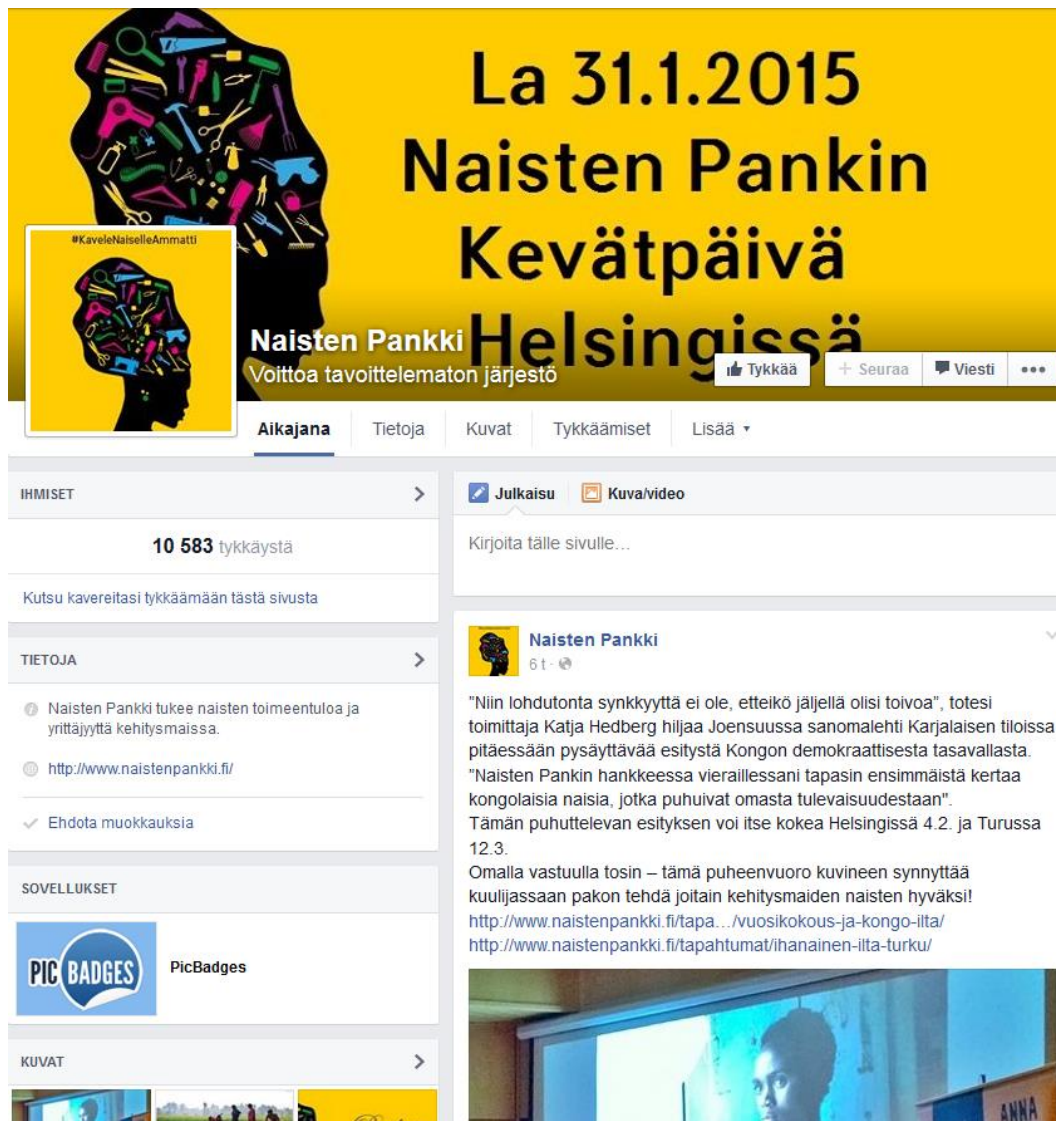 La 31.1.2015
Naisten Pankin
Kevätpäivä
Helsingissä
#KaveleNaiselleAmmatti
Naisten Pankki
Voittoa tavoittelematon järjestö
Tykkää
+ Seuraa
Viesti
Aikajana
Tietoja
Kuvat
Tykkäämiset
Lisää
IHMISET
10 583 tykkäystä
Kutsu kavereitasi tykkäämään tästä sivusta
TIETOJA
Naisten Pankki tukee naisten toimeentuloa ja
yrittäjyyttä kehitysmaissa.
http://www.naistenpankki.fi/
Ehdota muokkauksia
SOVELLUKSET
PIC BADGES
PicBadges
KUVAT
Julkaisu
Kuva/video
Kirjoita tälle sivulle…
Naisten Pankki
6 t ·
"Niin lohdutonta synkkyyttä ei ole, etteikö jäljellä olisi toivoa", totesi
toimittaja Katja Hedberg hiljaa Joensuussa sanomalehti Karjalaisen tiloissa
pitäessään pysäyttävää esitystä Kongon demokraattisesta tasavallasta.
"Naisten Pankin hankkeessa vieraillessani tapasin ensimmäistä kertaa
kongolaisia naisia, jotka puhuivat omasta tulevaisuudestaan".
Tämän puhuttelevan esityksen voi itse kokea Helsingissä 4.2. ja Turussa
12.3.
Omalla vastuulla tosin – tämä puheenvuoro kuvineen synnyttää
kuulijassaan pakon tehdä joitain kehitysmaiden naisten hyväksi!
http://www.naistenpankki.fi/tapa…/vuosikokous-ja-kongo-ilta/
http://www.naistenpankki.fi/tapahtumat/ihanainen-ilta-turku/
ANNA